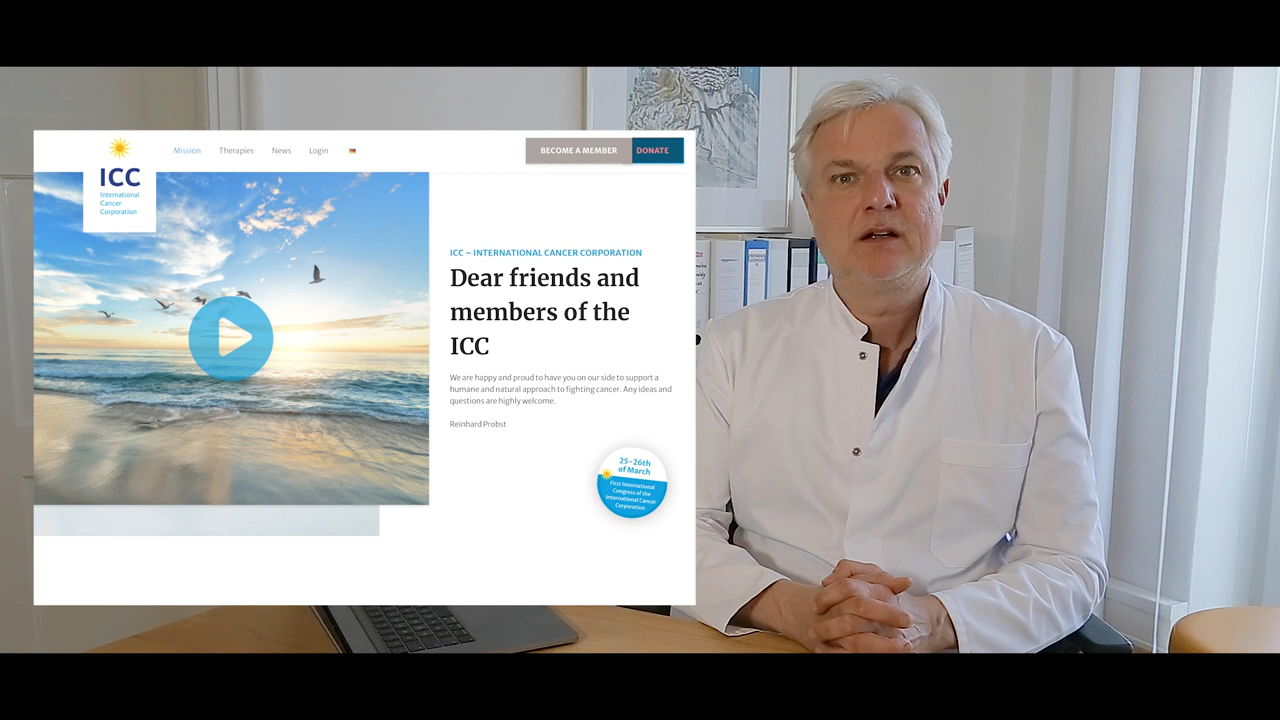 ICC
International
Cancer
Corporation
Mission
Therapies
News
Login
BECOME A MEMBER
DONATE
ICC – INTERNATIONAL CANCER CORPORATION
Dear friends and
members of the
ICC
We are happy and proud to have you on our side to support a
humane and natural approach to fighting cancer. Any ideas and
questions are highly welcome.
Reinhard Probst
25-26th
of March
First International
Congress of the
International Cancer
Corporation